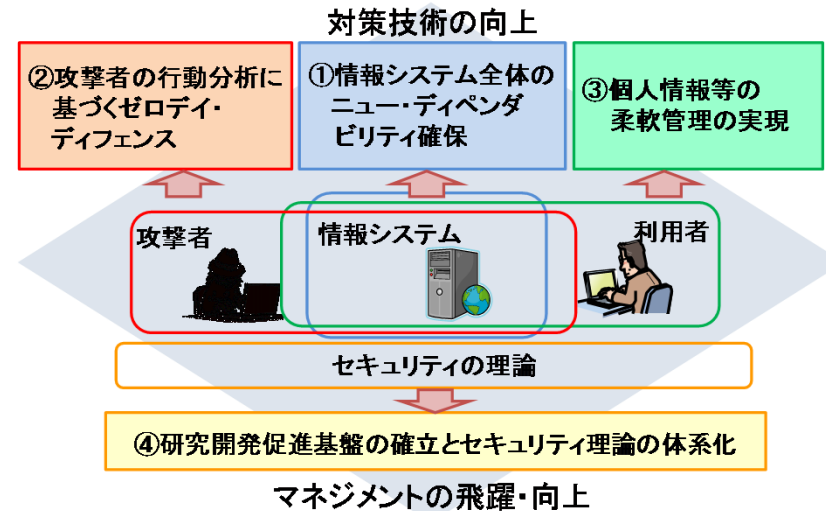 対策技術の向上
②攻撃者の行動分析に
基づくゼロデイ・
ディフェンス
①情報システム全体の
ニュー・ディペンダ
ビリティ確保
③個人情報等の
柔軟管理の実現
攻撃者
情報システム
利用者
セキュリティの理論
④研究開発促進基盤の確立とセキュリティ理論の体系化
マネジメントの飛躍・向上